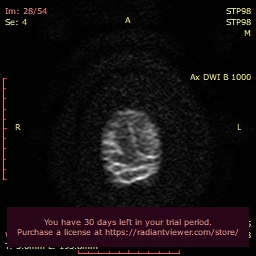 Im: 28/54
Se: 4
A
STP98
STP98
M
Ax DWI B 1000
R
L
You have 30 days left in your trial period.
Purchase a license at https://radiantviewer.com/store/